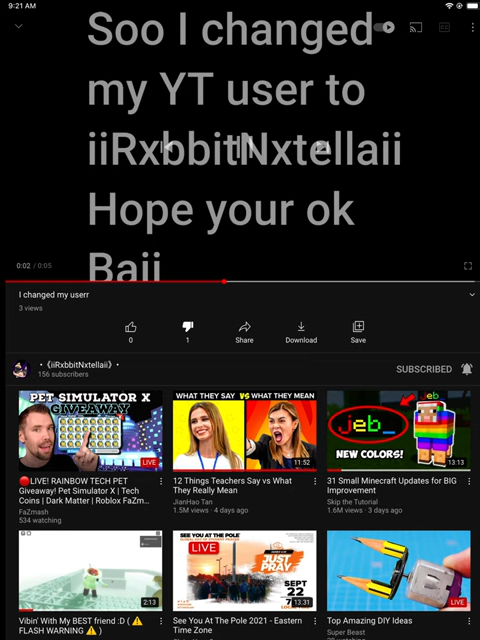 9:21 AM
Soo I changed
my YT user to
iiRxbbitNxtellaii
Hope your ok
Baii
0:02 / 0:05
I changed my userr
3 views
0
1
Share
Download
Save
•《iiRxbbitNxtellaii》•
156 subscribers
SUBSCRIBED
PET SIMULATOR X
GIVEAWAY
LIVE
🔴LIVE! RAINBOW TECH PET
Giveaway! Pet Simulator X | Tech
Coins | Dark Matter | Roblox FaZm...
FaZmash
534 watching
WHAT THEY SAY VS WHAT THEY MEAN
11:52
12 Things Teachers Say vs What
They Really Mean
JianHao Tan
1.5M views · 4 days ago
jeb
jeb_
NEW COLORS!
13:13
31 Small Minecraft Updates for BIG
Improvement
Skip the Tutorial
1.6M views · 3 days ago
2:13
Vibin' With My BEST friend :D ( ⚠
FLASH WARNING ⚠ )
SEE YOU AT THE POLE
LIVE
JUST
PRAY
SEPT
22
7
13:31
See You At The Pole 2021 - Eastern
Time Zone
LIVE
Top Amazing DIY Ideas
Super Beast